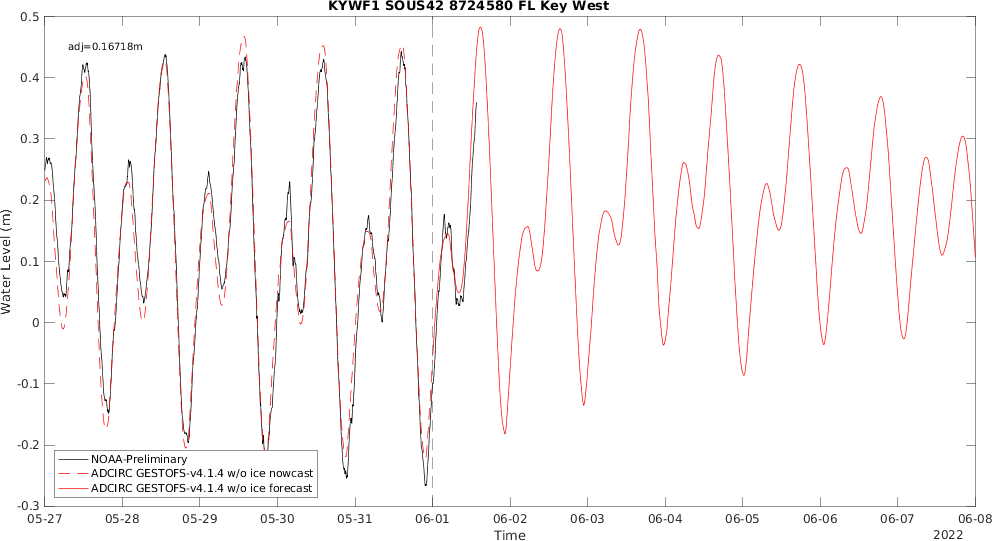 KYWF1 SOUS42 8724580 FL Key West
adj=0.16718m
0.5
0.4
0.3
0.2
0.1
0
-0.1
-0.2
-0.3
Water Level (m)
NOAA-Preliminary
ADCIRC GESTOFS-v4.1.4 w/o ice nowcast
ADCIRC GESTOFS-v4.1.4 w/o ice forecast
05-27 05-28 05-29 05-30 05-31 06-01 06-02 06-03 06-04 06-05 06-06 06-07 06-08
Time
2022